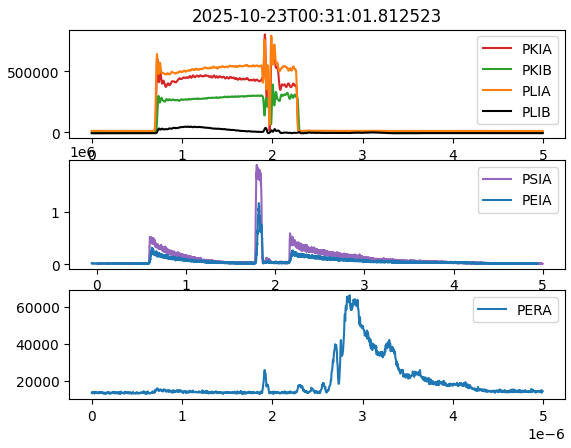 2025-10-23T00:31:01.812523
500000
0
PKIA
PKIB
PLIA
PLIB
0 1 2 3 4 5
1e6
1
0
PSIA
PEIA
0 1 2 3 4 5
60000
40000
20000
PERA
0 1 2 3 4 5
1e−6